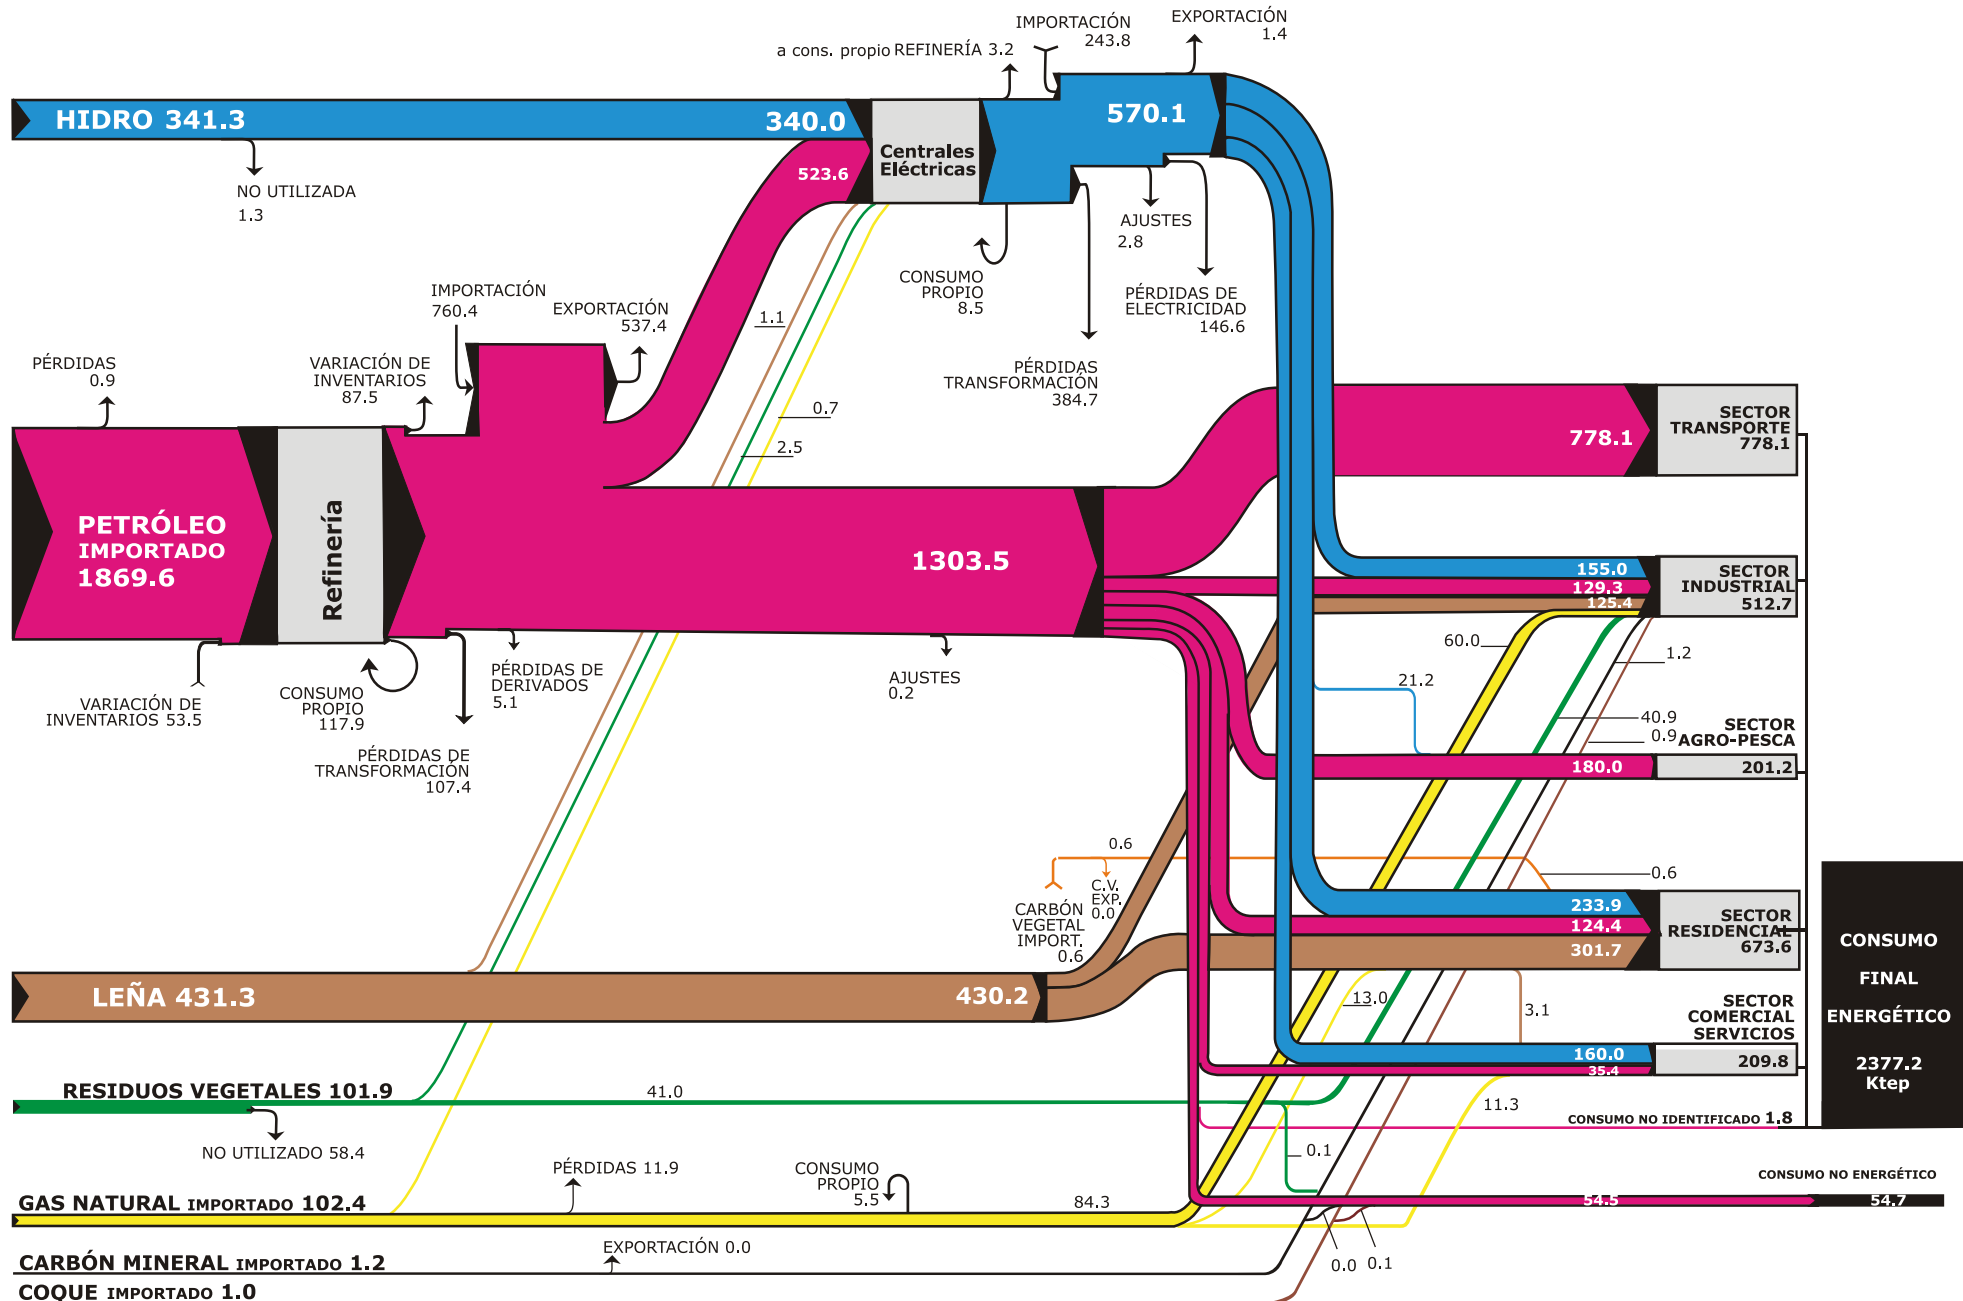 IMPORTACIÓN
243.8
EXPORTACIÓN
1.4
a cons. propio REFINERÍA 3.2
HIDRO 341.3
340.0
570.1
Centrales
Eléctricas
523.6
NO UTILIZADA
1.3
AJUSTES
2.8
CONSUMO
PROPIO
8.5
PÉRDIDAS DE
ELECTRICIDAD
146.6
IMPORTACIÓN
760.4
EXPORTACIÓN
537.4
1.1
PÉRDIDAS
TRANSFORMACIÓN
384.7
PÉRDIDAS
0.9
VARIACIÓN DE
INVENTARIOS
87.5
0.7
2.5
778.1
SECTOR
TRANSPORTE
778.1
PETRÓLEO
IMPORTADO
1869.6
Refinería
1303.5
155.0
129.3
125.4
SECTOR
INDUSTRIAL
512.7
60.0
1.2
21.2
40.9
0.9
VARIACIÓN DE
INVENTARIOS 53.5
CONSUMO
PROPIO
117.9
PÉRDIDAS DE
DERIVADOS
5.1
AJUSTES
0.2
PÉRDIDAS DE
TRANSFORMACIÓN
107.4
SECTOR
AGRO-PESCA
180.0
201.2
0.6
0.6
C.V.
EXP.
0.0
CARBÓN
VEGETAL
IMPORT.
0.6
233.9
124.4
301.7
SECTOR
RESIDENCIAL
673.6
CONSUMO
FINAL
ENERGÉTICO
2377.2
Ktep
LEÑA 431.3
430.2
13.0
3.1
SECTOR
COMERCIAL
SERVICIOS
160.0
35.4
209.8
RESIDUOS VEGETALES 101.9
41.0
11.3
CONSUMO NO IDENTIFICADO 1.8
NO UTILIZADO 58.4
0.1
PÉRDIDAS 11.9
CONSUMO
PROPIO
5.5
CONSUMO NO ENERGÉTICO
GAS NATURAL IMPORTADO 102.4
84.3
54.5
54.7
EXPORTACIÓN 0.0
0.0
0.1
CARBÓN MINERAL IMPORTADO 1.2
COQUE IMPORTADO 1.0